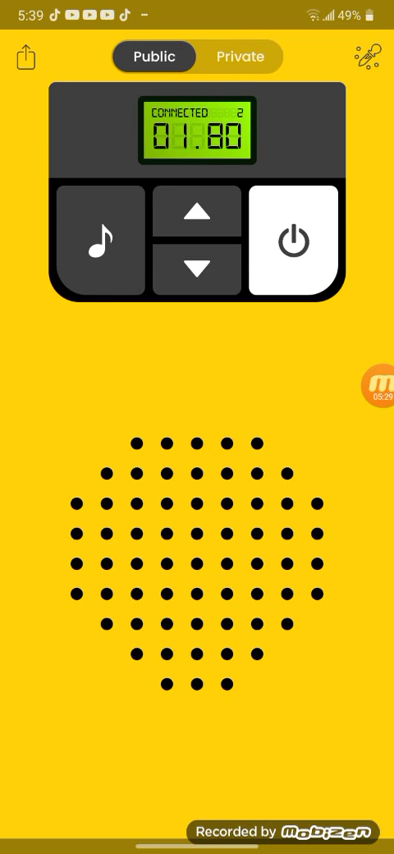 5:39
49%
Public Private
CONNECTED 2
01.80
05:29
Recorded by mobizen